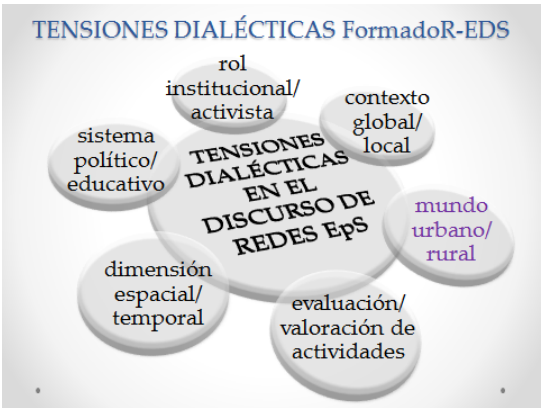 TENSIONES DIALÉCTICAS FormadoR-EDS
rol
institucional/
activista
contexto
global/
local
sistema
político/
educativo
TENSIONES
DIALÉCTICAS
EN EL
DISCURSO DE
REDES EpS
mundo
urbano/
rural
dimensión
espacial/
temporal
evaluación/
valoración de
actividades